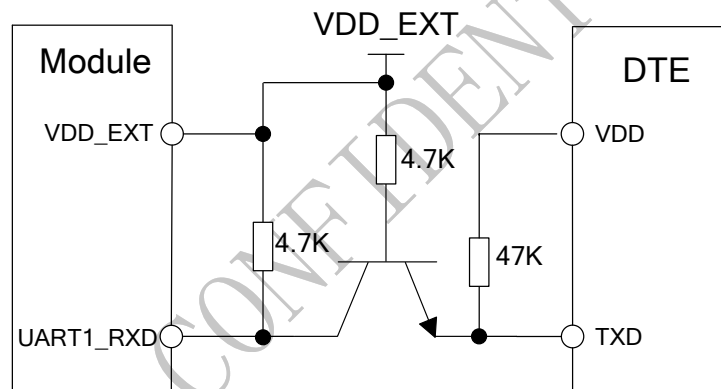 VDD_EXT
Module
DTE
VDD_EXT
VDD
4.7K
4.7K
47K
UART1_RXD
TXD
CONFIDENT